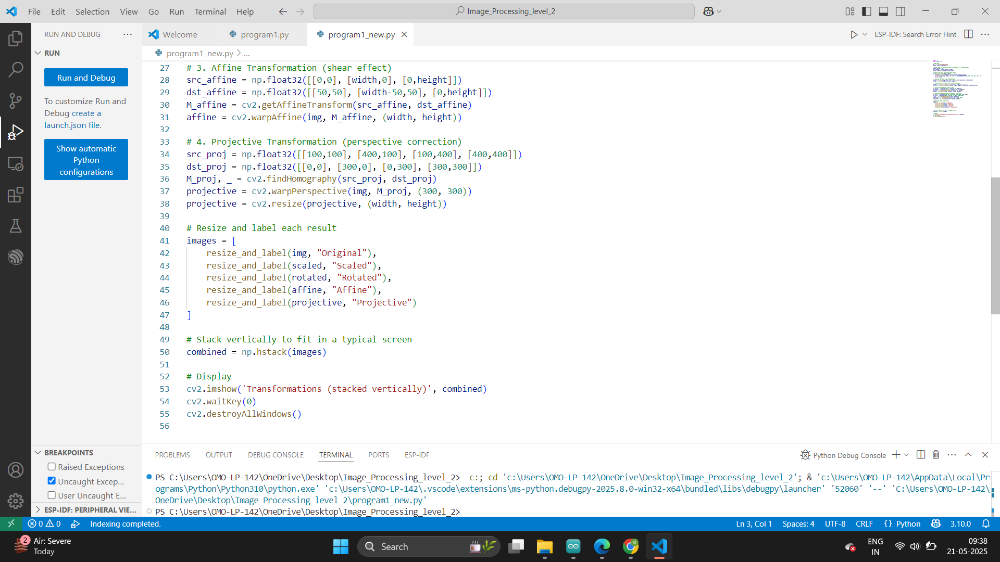 File Edit Selection View Go Run Terminal Help
Image_Processing_level_2
RUN AND DEBUG
Welcome
program1.py
program1_new.py
ESP-IDF: Search Error Hint
RUN
program1_new.py > ...
Run and Debug
To customize Run and
Debug create a
launch.json file.
Show automatic
Python
configurations
27 # 3. Affine Transformation (shear effect)
28 src_affine = np.float32([[0,0], [width,0], [0,height]])
29 dst_affine = np.float32([[50,50], [width-50,50], [0,height]])
30 M_affine = cv2.getAffineTransform(src_affine, dst_affine)
31 affine = cv2.warpAffine(img, M_affine, (width, height))
32
33 # 4. Projective Transformation (perspective correction)
34 src_proj = np.float32([[100,100], [400,100], [100,400], [400,400]])
35 dst_proj = np.float32([[0,0], [300,0], [0,300], [300,300]])
36 M_proj, _ = cv2.findHomography(src_proj, dst_proj)
37 projective = cv2.warpPerspective(img, M_proj, (300, 300))
38 projective = cv2.resize(projective, (width, height))
39
40 # Resize and label each result
41 images = [
42 resize_and_label(img, "Original"),
43 resize_and_label(scaled, "Scaled"),
44 resize_and_label(rotated, "Rotated"),
45 resize_and_label(affine, "Affine"),
46 resize_and_label(projective, "Projective")
47 ]
48
49 # Stack vertically to fit in a typical screen
50 combined = np.hstack(images)
51
52 # Display
53 cv2.imshow('Transformations (stacked vertically)', combined)
54 cv2.waitKey(0)
55 cv2.destroyAllWindows()
56
BREAKPOINTS
Raised Exceptions
Uncaught Excep...
User Uncaught E...
ESP-IDF: PERIPHERAL VIE...
PROBLEMS OUTPUT DEBUG CONSOLE TERMINAL PORTS ESP-IDF
Python Debug Console
PS C:\Users\OMO-LP-142\OneDrive\Desktop\Image_Processing_level_2> c:; cd 'c:\Users\OMO-LP-142\OneDrive\Desktop\Image_Processing_level_2'; & 'c:\Users\OMO-LP-142\AppData\Local\Pr
ograms\Python\Python310\python.exe' 'c:\Users\OMO-LP-142\.vscode\extensions\ms-python.debugpy-2025.8.0-win32-x64\bundled\libs\debugpy\launcher' '52060' '--' 'C:\Users\OMO-LP-142\
OneDrive\Desktop\Image_Processing_level_2\program1_new.py'
PS C:\Users\OMO-LP-142\OneDrive\Desktop\Image_Processing_level_2>
0 0 Indexing completed.
Ln 3, Col 1 Spaces: 4 UTF-8 CRLF {} Python 3.10.0
2
Air: Severe
Today
Search
ENG
IN
09:38
21-05-2025